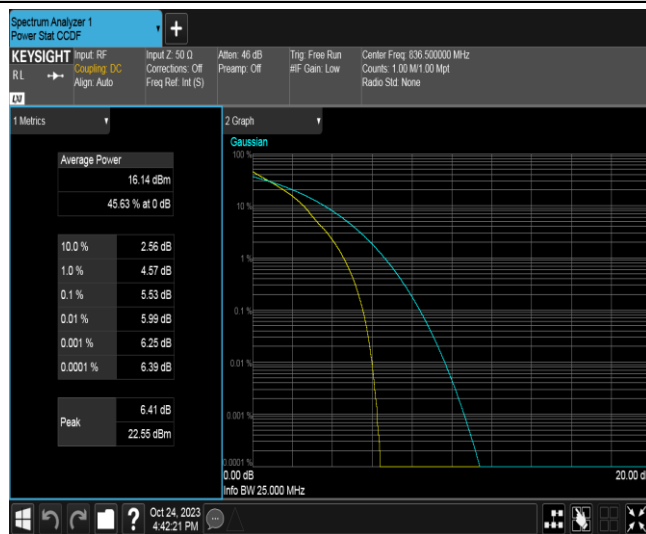 Spectrum Analyzer 1
Power Stat CCDF
+
KEYSIGHT
RL
LXI
Input: RF
Coupling: DC
Align: Auto
Input Z: 50 Ω
Corrections: Off
Freq Ref: Int (S)
Atten: 46 dB
Preamp: Off
Trig: Free Run
#IF Gain: Low
Center Freq: 836.500000 MHz
Counts: 1.00 M/1.00 Mpt
Radio Std: None
1 Metrics
Average Power
16.14 dBm
45.63 % at 0 dB
10.0 % 2.56 dB
1.0 % 4.57 dB
0.1 % 5.53 dB
0.01 % 5.99 dB
0.001 % 6.25 dB
0.0001 % 6.39 dB
Peak
6.41 dB
22.55 dBm
2 Graph
Gaussian
100 %
10 %
1 %
0.1 %
0.01 %
0.001 %
0.0001 %
0.00 dB 20.00 d
Info BW 25.000 MHz
?
Oct 24, 2023
4:42:21 PM